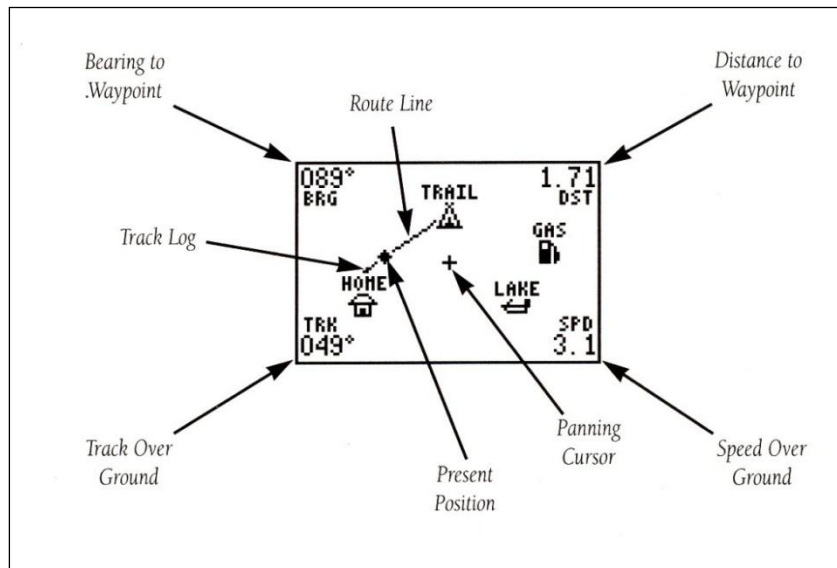 Bearing to
.Waypoint
Distance to
Waypoint
Route Line
089°
BRG
TRAIL
1.71
DST
GAS
Track Log
HOME
LAKE
TRK
049°
SPD
3.1
Track Over
Ground
Present
Position
Panning
Cursor
Speed Over
Ground